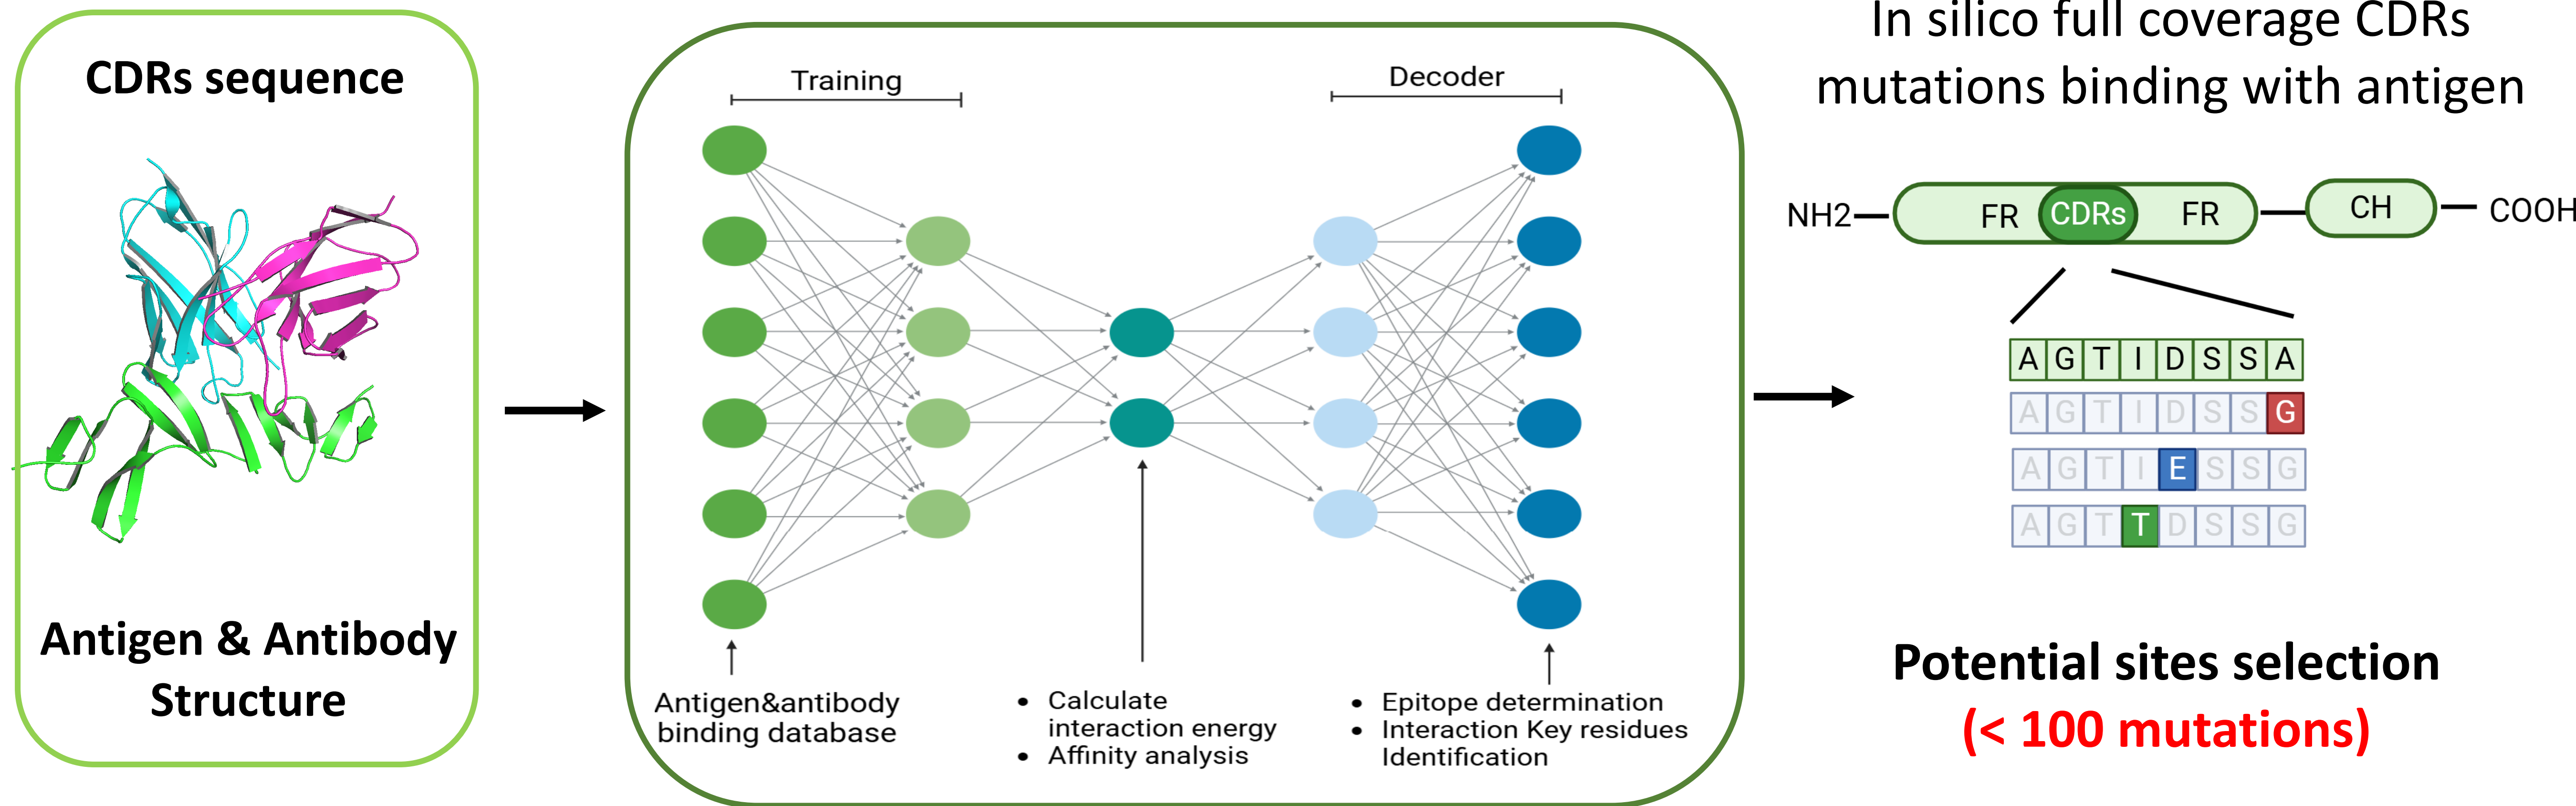 CDRs sequence
Antigen & Antibody
Structure
Training
Decoder
Antigen&antibody
binding database
• Calculate
interaction energy
• Affinity analysis
• Epitope determination
• Interaction Key residues
Identification
In silico full coverage CDRs
mutations binding with antigen
NH2 FR CDRs FR CH COOH
A G T I D S S A
A G T I D S S G
A G T I E S S G
A G T T D S S G
Potential sites selection
(< 100 mutations)